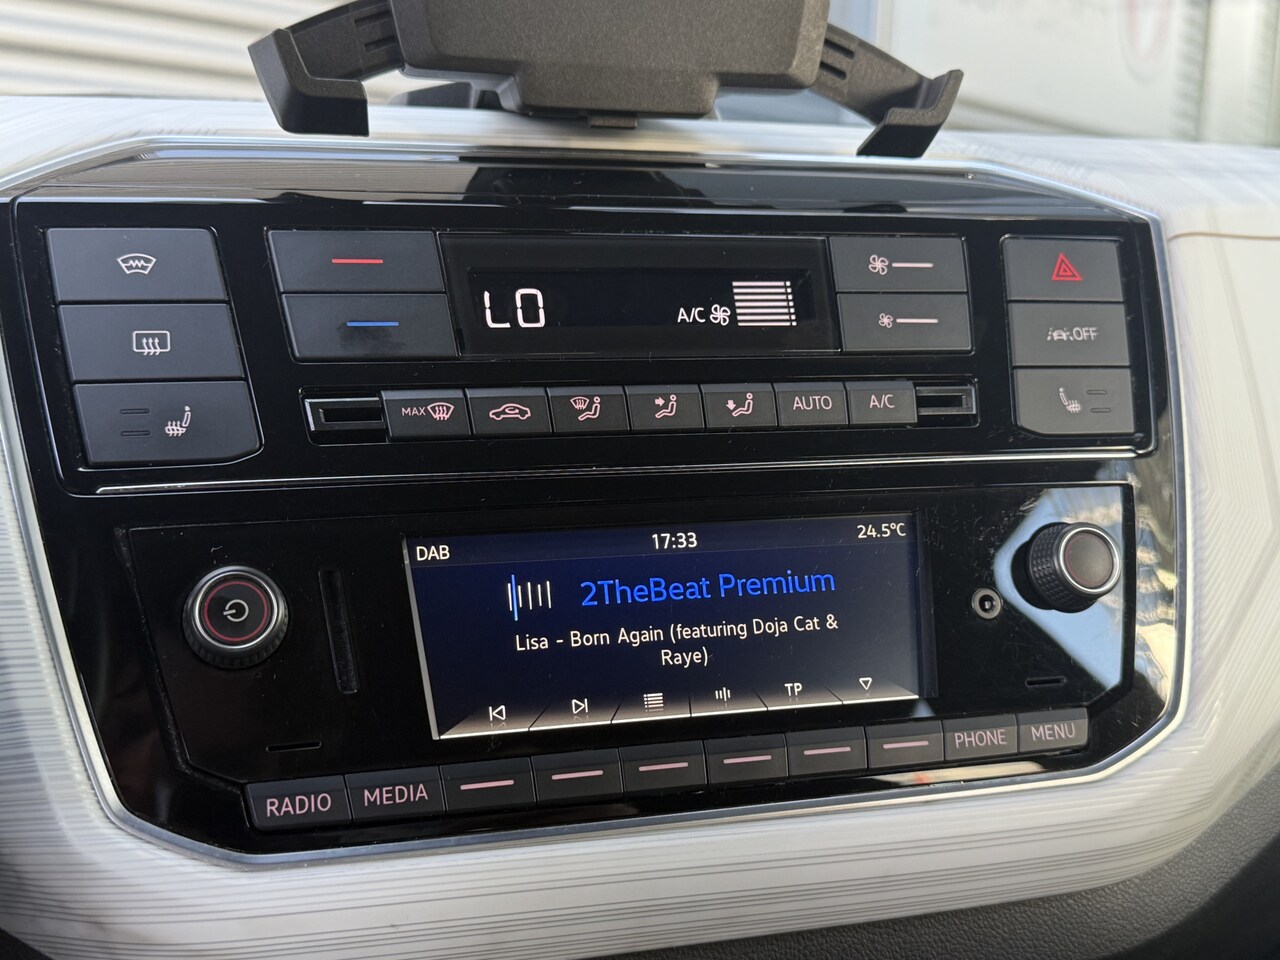 LO
A/C
OFF
MAX
AUTO
A/C
DAB
17:33
24.5°C
2TheBeat Premium
Lisa - Born Again (featuring Doja Cat &
Raye)
TP
RADIO
MEDIA
PHONE
MENU